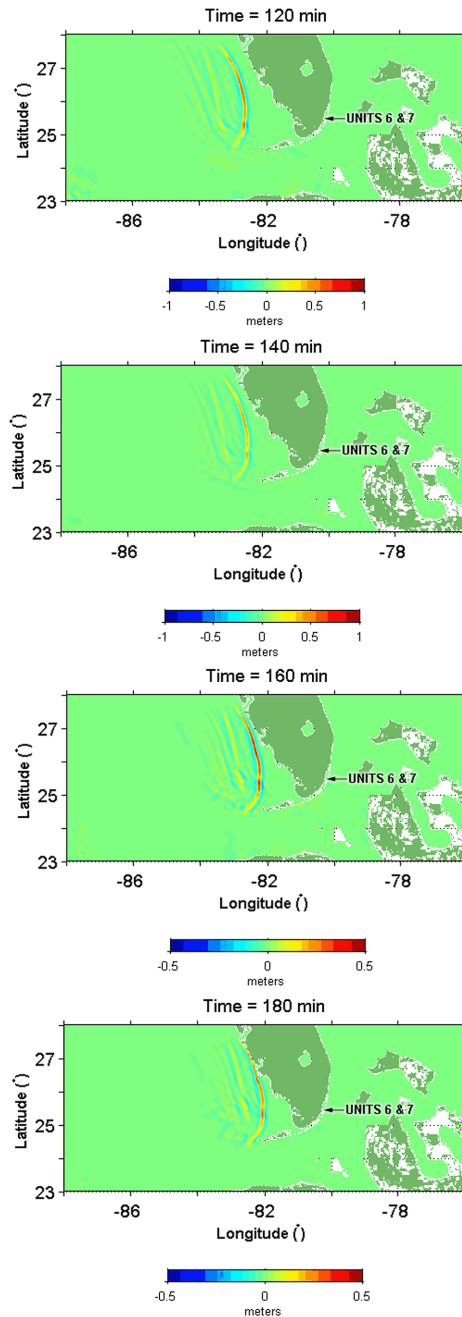 Time = 120 min
27
25
23
Latitude (°)
UNITS 6 & 7
-86
-82
-78
Longitude (°)
-1
-0.5
0
0.5
1
meters
Time = 140 min
27
25
23
Latitude (°)
UNITS 6 & 7
-86
-82
-78
Longitude (°)
-1
-0.5
0
0.5
1
meters
Time = 160 min
27
25
23
Latitude (°)
UNITS 6 & 7
-86
-82
-78
Longitude (°)
-0.5
0
0.5
meters
Time = 180 min
27
25
23
Latitude (°)
UNITS 6 & 7
-86
-82
-78
Longitude (°)
-0.5
0
0.5
meters